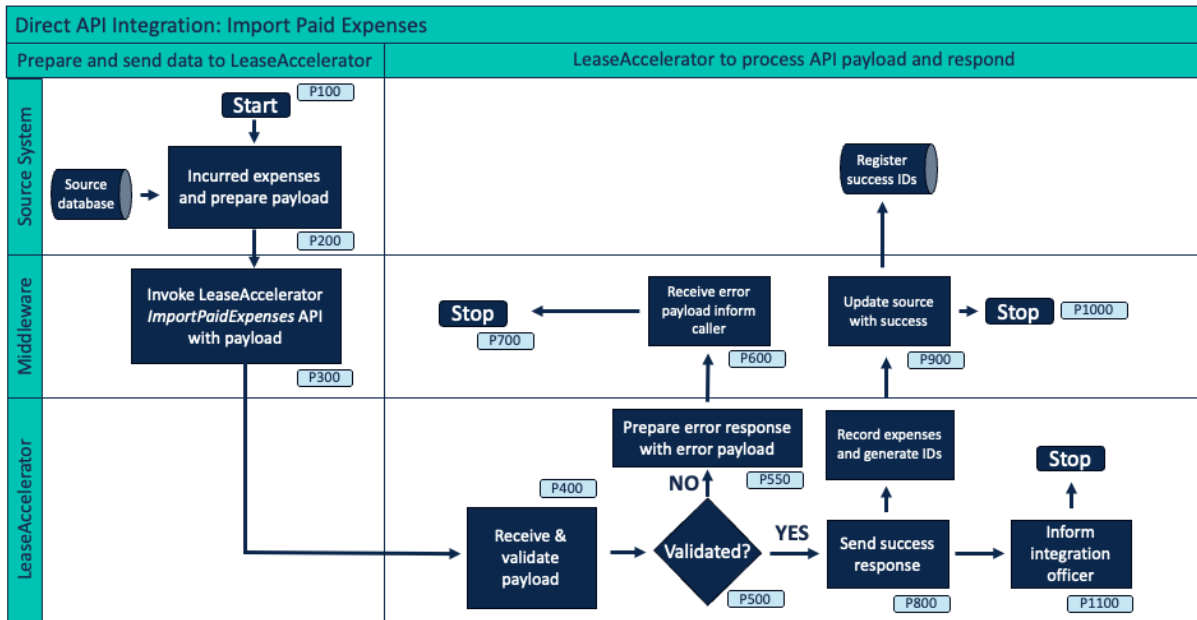 Direct API Integration: Import Paid Expenses
Prepare and send data to LeaseAccelerator
LeaseAccelerator to process API payload and respond
Source System
P100
Start
Source
database
Incurred expenses
and prepare payload
P200
Register
success IDs
Middleware
Invoke LeaseAccelerator
ImportPaidExpenses API
with payload
P300
Stop
P700
Receive error
payload inform
caller
P600
Update source
with success
P900
Stop
P1000
LeaseAccelerator
P400
Receive &
validate
payload
Prepare error response
with error payload
P550
NO
Validated?
P500
YES
Record expenses
and generate IDs
Send success
response
P800
Stop
Inform
integration
officer
P1100